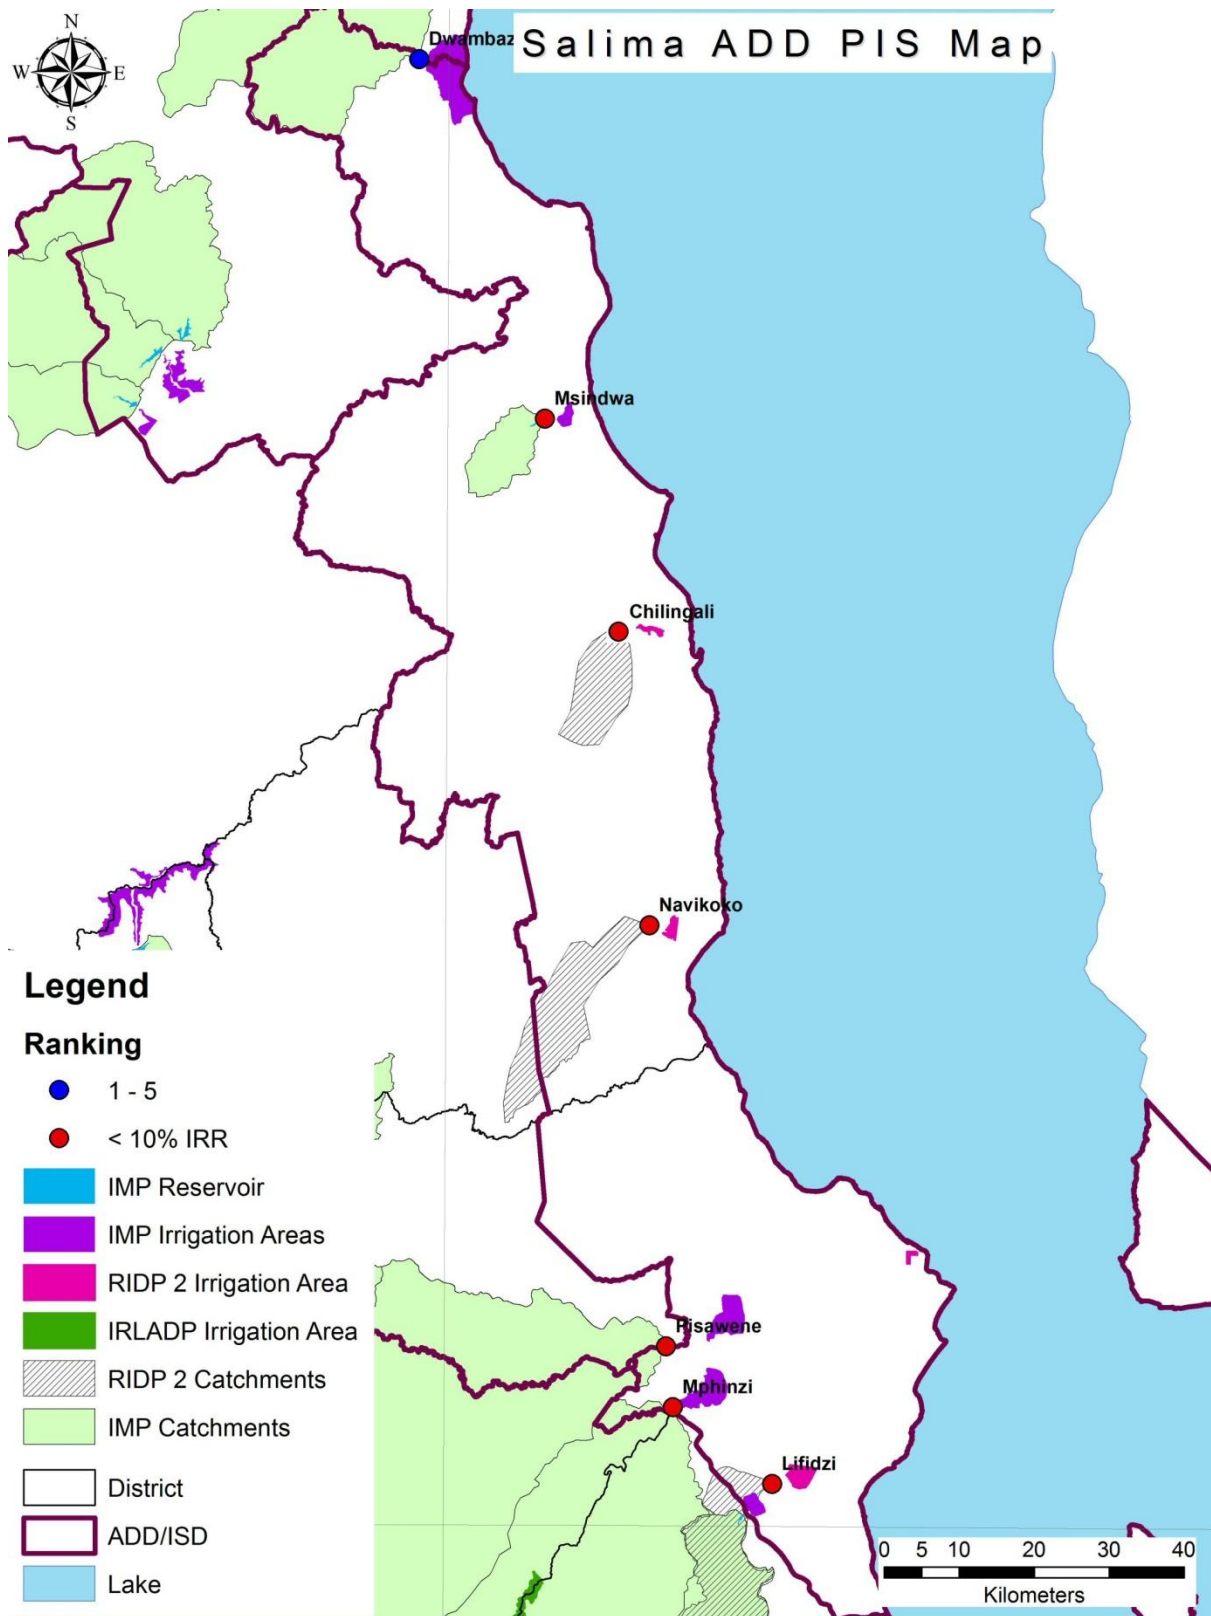 N
W E
S
Salima ADD PIS Map
Dwambaz
Msindwa
Chilingali
Navikoko
Pisawene
Mphinzi
Lifidzi
Legend
Ranking
1 - 5
< 10% IRR
IMP Reservoir
IMP Irrigation Areas
RIDP 2 Irrigation Area
IRLADP Irrigation Area
RIDP 2 Catchments
IMP Catchments
District
ADD/ISD
Lake
0 5 10 20 30 40
Kilometers